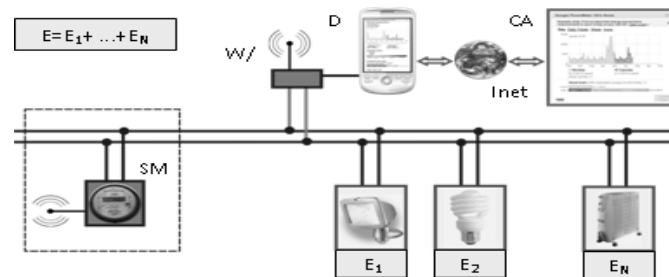 E= E₁+ ...+ E_N
W/
D
CA
Inet
SM
E₁
E₂
E_N